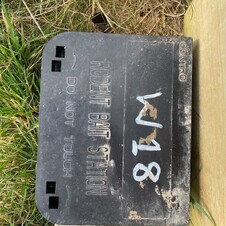 RODENT BAIT STATION
DO NOT TOUCH
W18